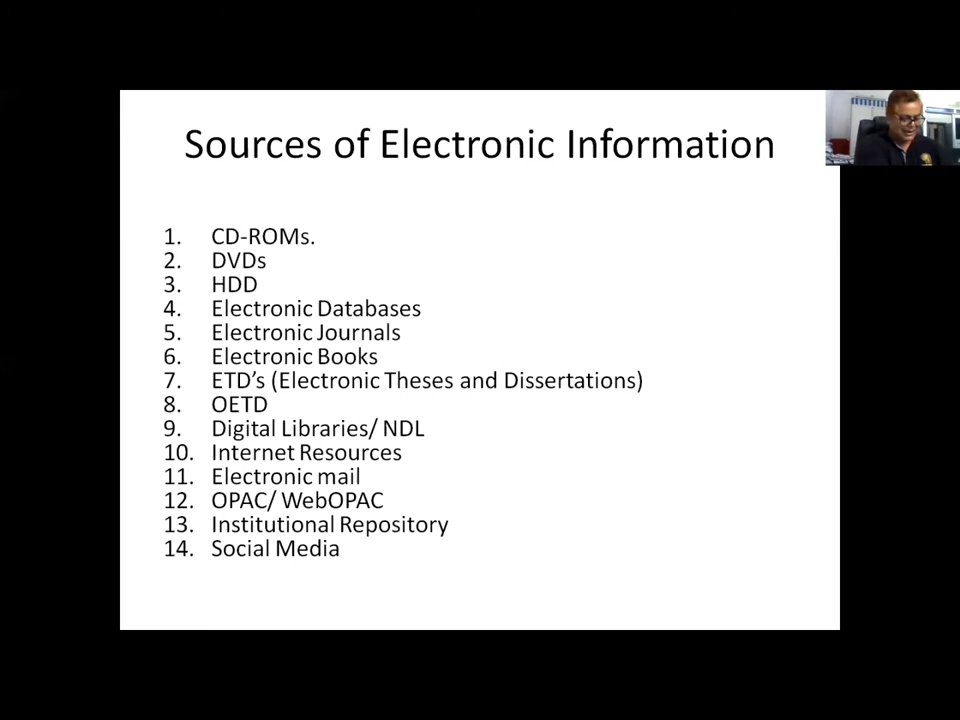 Sources of Electronic Information
1. CD-ROMs.
2. DVDs
3. HDD
4. Electronic Databases
5. Electronic Journals
6. Electronic Books
7. ETD's (Electronic Theses and Dissertations)
8. OETD
9. Digital Libraries/ NDL
10. Internet Resources
11. Electronic mail
12. OPAC/ WebOPAC
13. Institutional Repository
14. Social Media